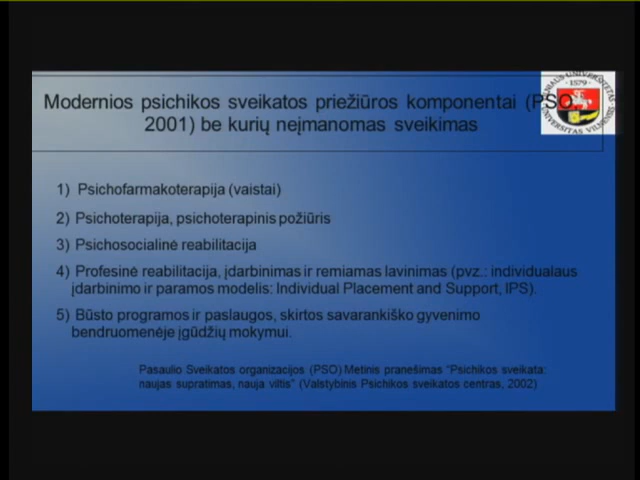 Modernios psichikos sveikatos priežiūros komponentai (PSO
2001) be kurių neįmanomas sveikimas
1579
UNIVERSITAS VILNENSIS
1) Psichofarmakoterapija (vaistai)
2) Psichoterapija, psichoterapinis požiūris
3) Psichosocialinė reabilitacija
4) Profesinė reabilitacija, įdarbinimas ir remiamas lavinimas (pvz.: individualaus
įdarbinimo ir paramos modelis: Individual Placement and Support, IPS).
5) Būsto programos ir paslaugos, skirtos savarankiško gyvenimo
bendruomenėje įgūdžių mokymui.
Pasaulio Sveikatos organizacijos (PSO) Metinis pranešimas “Psichikos sveikata:
naujas supratimas, nauja viltis” (Valstybinis Psichikos sveikatos centras, 2002)